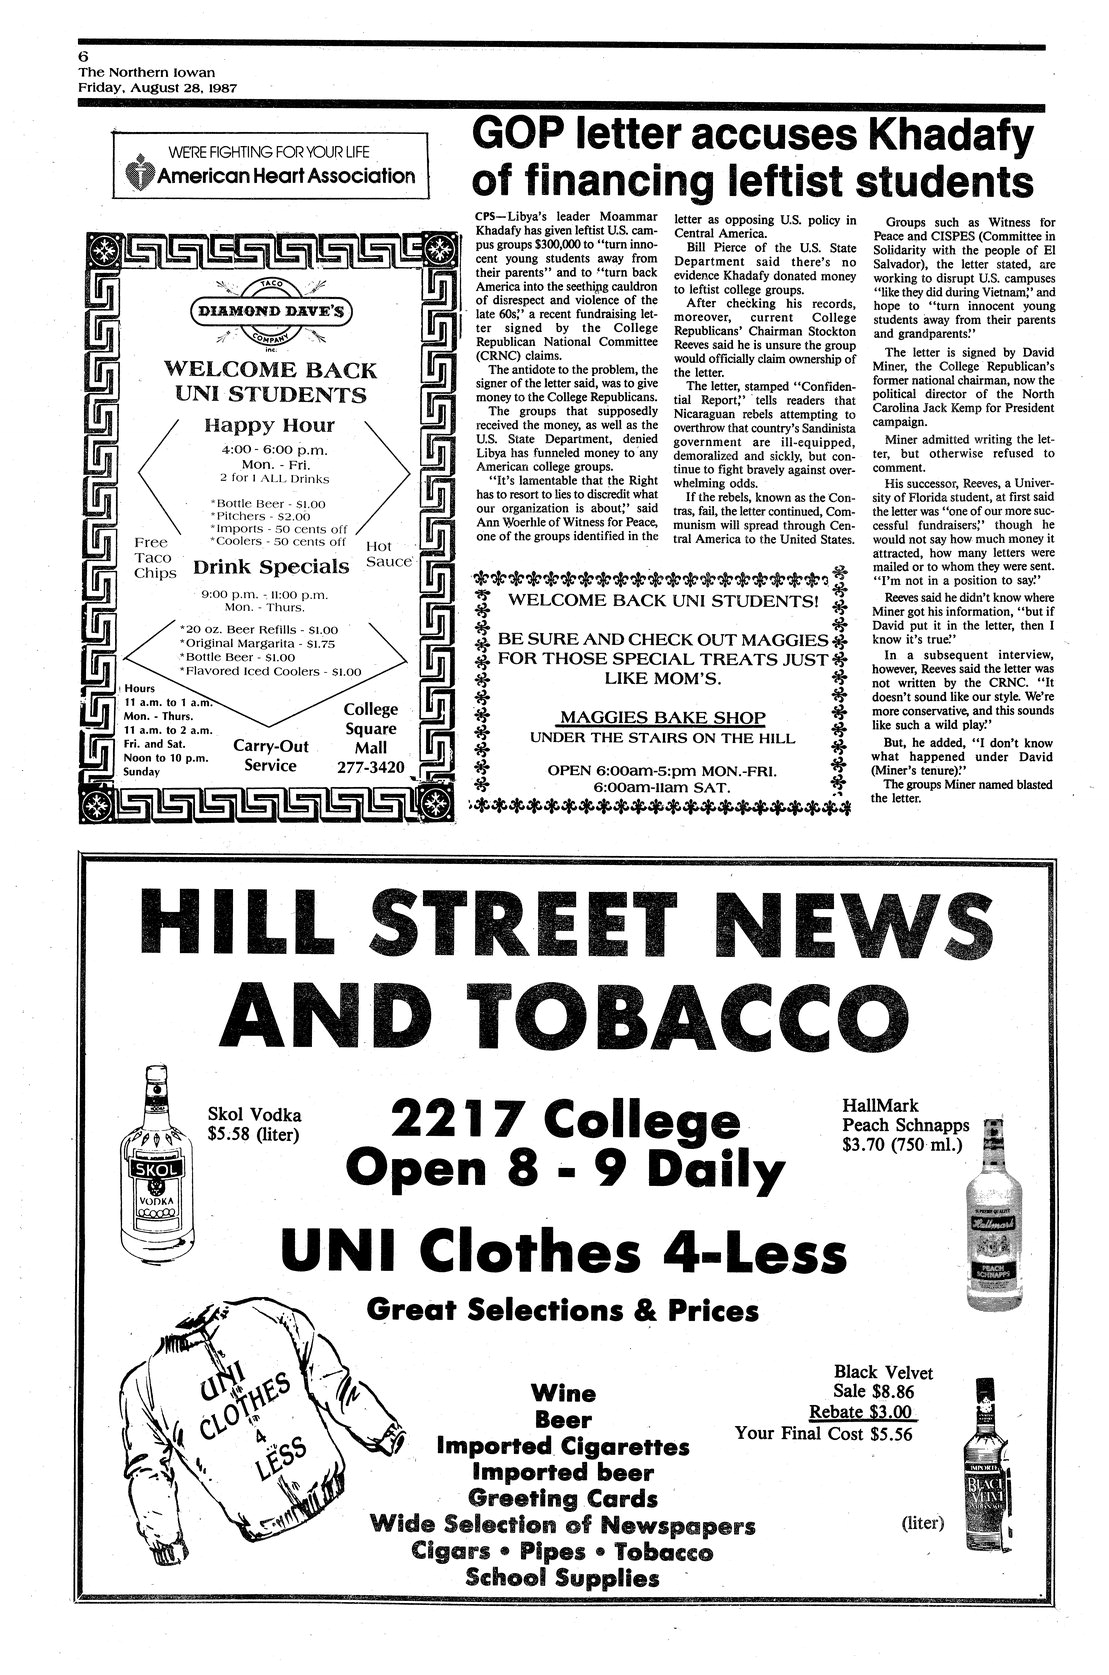 6
The Northern Iowan
Friday, August 28, 1987
WE'RE FIGHTING FOR YOUR LIFE
American Heart Association
GOP letter accuses Khadafy
of financing leftist students
CPS—Libya's leader Moammar
Khadafy has given leftist U.S. cam-
pus groups $300,000 to "turn inno-
cent young students away from
their parents" and to "turn back
America into the seething cauldron
of disrespect and violence of the
late 60s," a recent fundraising let-
ter signed by the College
Republican National Committee
(CRNC) claims.
The antidote to the problem, the
signer of the letter said, was to give
money to the College Republicans.
The groups that supposedly
received the money, as well as the
U.S. State Department, denied
Libya has funneled money to any
American college groups.
"It's lamentable that the Right
has to resort to lies to discredit what
our organization is about," said
Ann Woerhle of Witness for Peace,
one of the groups identified in the
letter as opposing U.S. policy in
Central America.
Bill Pierce of the U.S. State
Department said there's no
evidence Khadafy donated money
to leftist college groups.
After checking his records,
moreover, current College
Republicans' Chairman Stockton
Reeves said he is unsure the group
would officially claim ownership of
the letter.
The letter, stamped "Confiden-
tial Report," tells readers that
Nicaraguan rebels attempting to
overthrow that country's Sandinista
government are ill-equipped,
demoralized and sickly, but con-
tinue to fight bravely against over-
whelming odds.
If the rebels, known as the Con-
tras, fail, the letter continued, Com-
munism will spread through Cen-
tral America to the United States.
Groups such as Witness for
Peace and CISPES (Committee in
Solidarity with the people of El
Salvador), the letter stated, are
working to disrupt U.S. campuses
"like they did during Vietnam," and
hope to "turn innocent young
students away from their parents
and grandparents."
The letter is signed by David
Miner, the College Republican's
former national chairman, now the
political director of the North
Carolina Jack Kemp for President
campaign.
Miner admitted writing the let-
ter, but otherwise refused to
comment.
His successor, Reeves, a Univer-
sity of Florida student, at first said
the letter was "one of our more suc-
cessful fundraisers," though he
would not say how much money it
attracted, how many letters were
mailed or to whom they were sent.
"I'm not in a position to say."
Reeves said he didn't know where
Miner got his information, "but if
David put it in the letter, then I
know it's true."
In a subsequent interview,
however, Reeves said the letter was
not written by the CRNC. "It
doesn't sound like our style. We're
more conservative, and this sounds
like such a wild play."
But, he added, "I don't know
what happened under David
(Miner's tenure)."
The groups Miner named blasted
the letter.
TACO
DIAMOND DAVE'S
COMPANY
inc.
WELCOME BACK
UNI STUDENTS
Happy Hour
4:00 - 6:00 p.m.
Mon. - Fri.
2 for 1 ALL Drinks
*Bottle Beer - $1.00
*Pitchers - $2.00
*Imports - 50 cents off
*Coolers - 50 cents off
Free
Taco
Chips
Hot
Sauce
Drink Specials
9:00 p.m. - 11:00 p.m.
Mon. - Thurs.
*20 oz. Beer Refills - $1.00
*Original Margarita - $1.75
*Bottle Beer - $1.00
*Flavored Iced Coolers - $1.00
Hours
11 a.m. to 1 a.m.
Mon. - Thurs.
11 a.m. to 2 a.m.
Fri. and Sat.
Noon to 10 p.m.
Sunday
Carry-Out
Service
College
Square
Mall
277-3420
WELCOME BACK UNI STUDENTS!
BE SURE AND CHECK OUT MAGGIES
FOR THOSE SPECIAL TREATS JUST
LIKE MOM'S.
MAGGIES BAKE SHOP
UNDER THE STAIRS ON THE HILL
OPEN 6:00am-5:pm MON.-FRI.
6:00am-11am SAT.
HILL STREET NEWS
AND TOBACCO
Skol Vodka
$5.58 (liter)
SKOL
VODKA
2217 College
Open 8 - 9 Daily
HallMark
Peach Schnapps
$3.70 (750 ml.)
Hallmark
PEACH
SCHNAPPS
UNI Clothes 4-Less
Great Selections & Prices
UNI
CLOTHES
4
LESS
Wine
Beer
Imported Cigarettes
Imported beer
Greeting Cards
Wide Selection of Newspapers
Cigars • Pipes • Tobacco
School Supplies
Black Velvet
Sale $8.86
Rebate $3.00
Your Final Cost $5.56
(liter)
IMPORTED
BLACK
VELVET